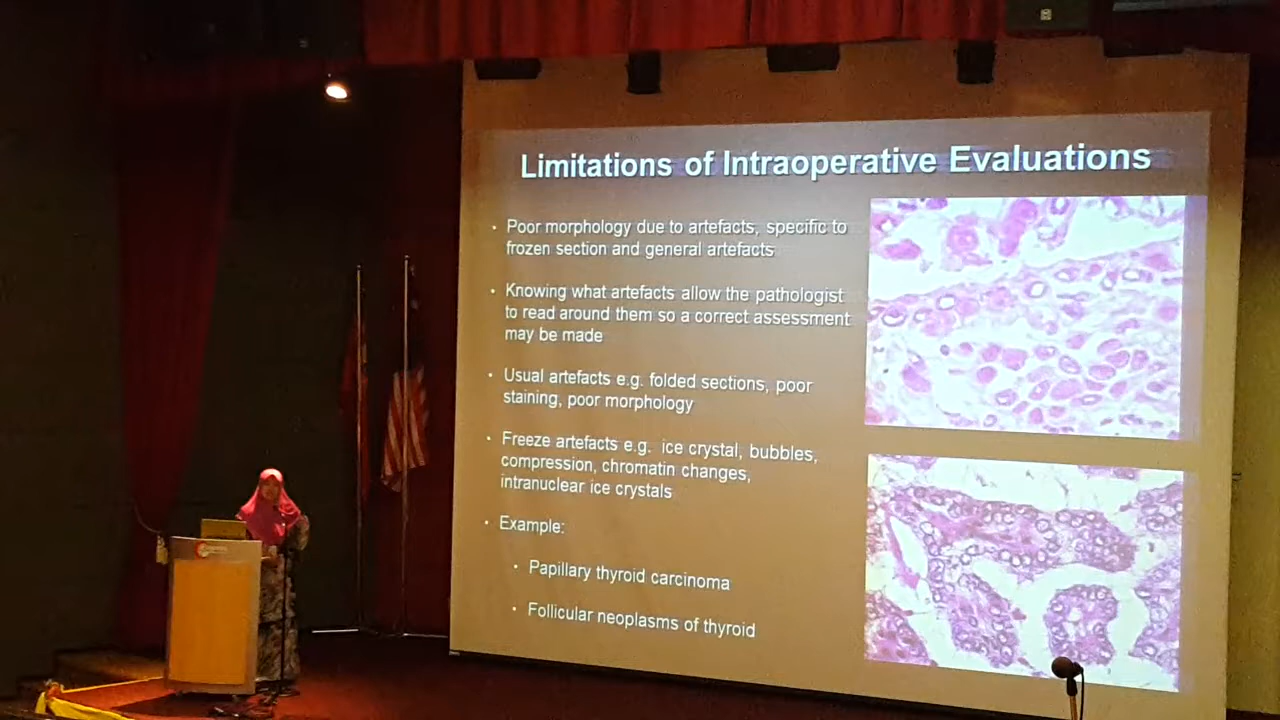 Limitations of Intraoperative Evaluations
• Poor morphology due to artefacts, specific to
frozen section and general artefacts
• Knowing what artefacts allow the pathologist
to read around them so a correct assessment
may be made
• Usual artefacts e.g. folded sections, poor
staining, poor morphology
• Freeze artefacts e.g. ice crystal, bubbles,
compression, chromatin changes,
intranuclear ice crystals
• Example:
• Papillary thyroid carcinoma
• Follicular neoplasms of thyroid